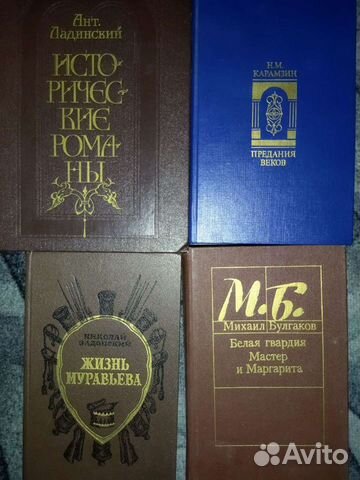 Ант.
Ладинский
ИСТО-
РИЧЕС-
КИЕ
РОМА-
НЫ
Н.М.
КАРАМЗИН
ПРЕДАНИЯ
ВЕКОВ
НИКОЛАЙ
ЗАДОНСКИЙ
ЖИЗНЬ
МУРАВЬЕВА
М.Б.
Михаил Булгаков
Белая гвардия
Мастер
и Маргарита
Avito